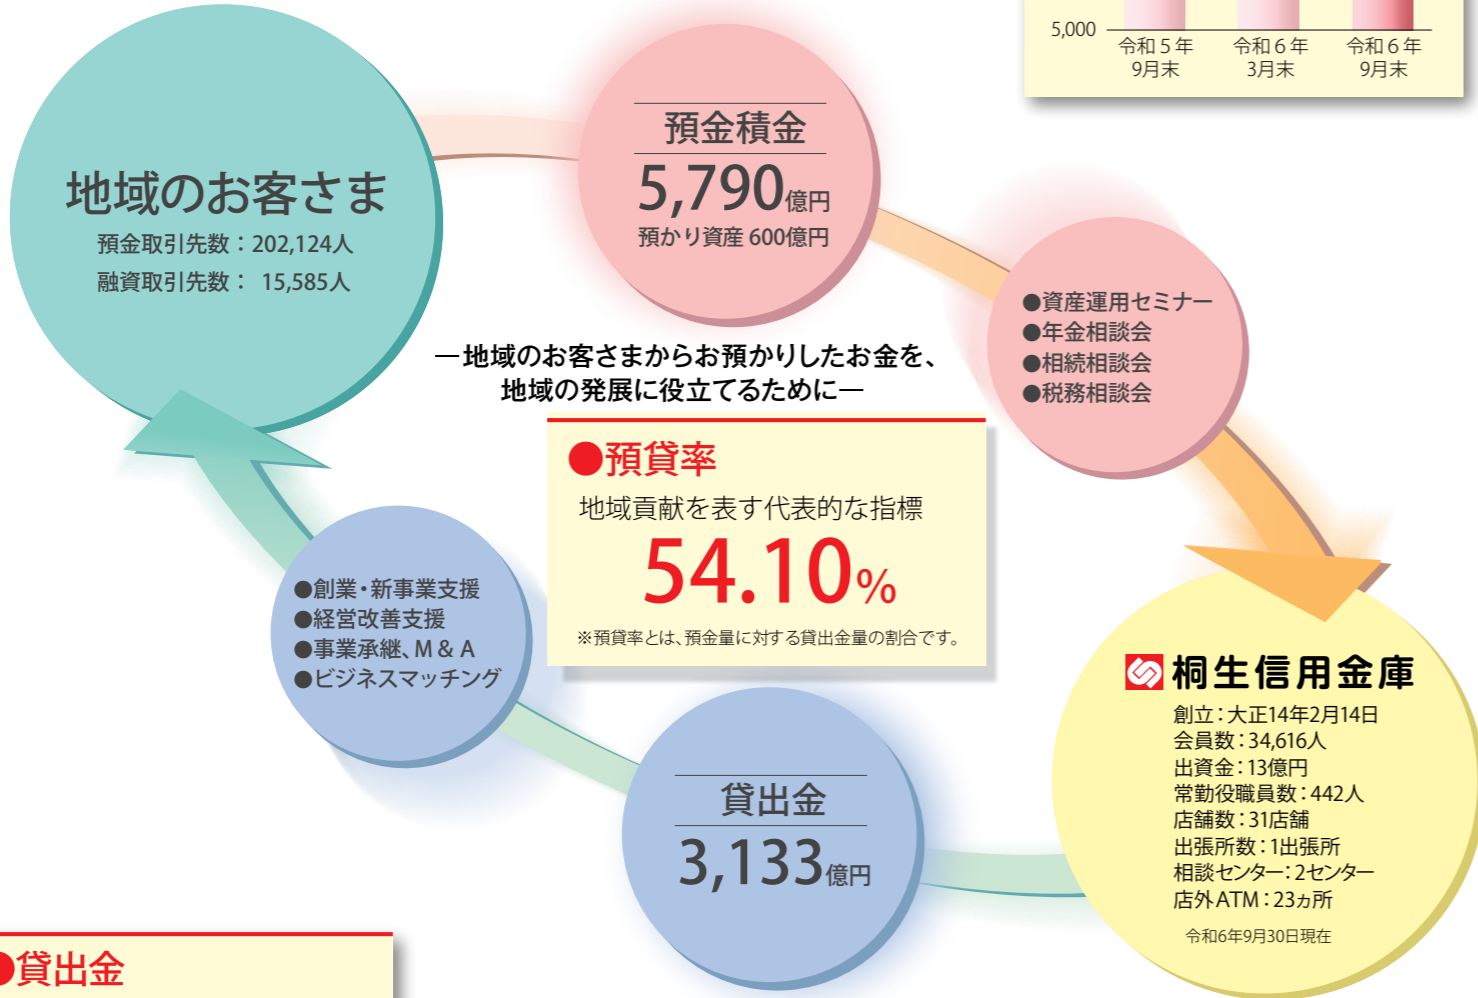 5,000
令和5年
9月末
令和6年
3月末
令和6年
9月末
地域のお客さま
預金取引先数：202,124人
融資取引先数： 15,585人
預金積金
5,790億円
預かり資産 600億円
●資産運用セミナー
●年金相談会
●相続相談会
●税務相談会
―地域のお客さまからお預かりしたお金を、
地域の発展に役立てるために―
●預貸率
地域貢献を表す代表的な指標
54.10%
※預貸率とは、預金量に対する貸出金量の割合です。
●創業・新事業支援
●経営改善支援
●事業承継、M & A
●ビジネスマッチング
貸出金
3,133億円
桐生信用金庫
創立：大正14年2月14日
会員数：34,616人
出資金：13億円
常勤役職員数：442人
店舗数：31店舗
出張所数：1出張所
相談センター：2センター
店外ATM：23ヵ所
令和6年9月30日現在
●貸出金